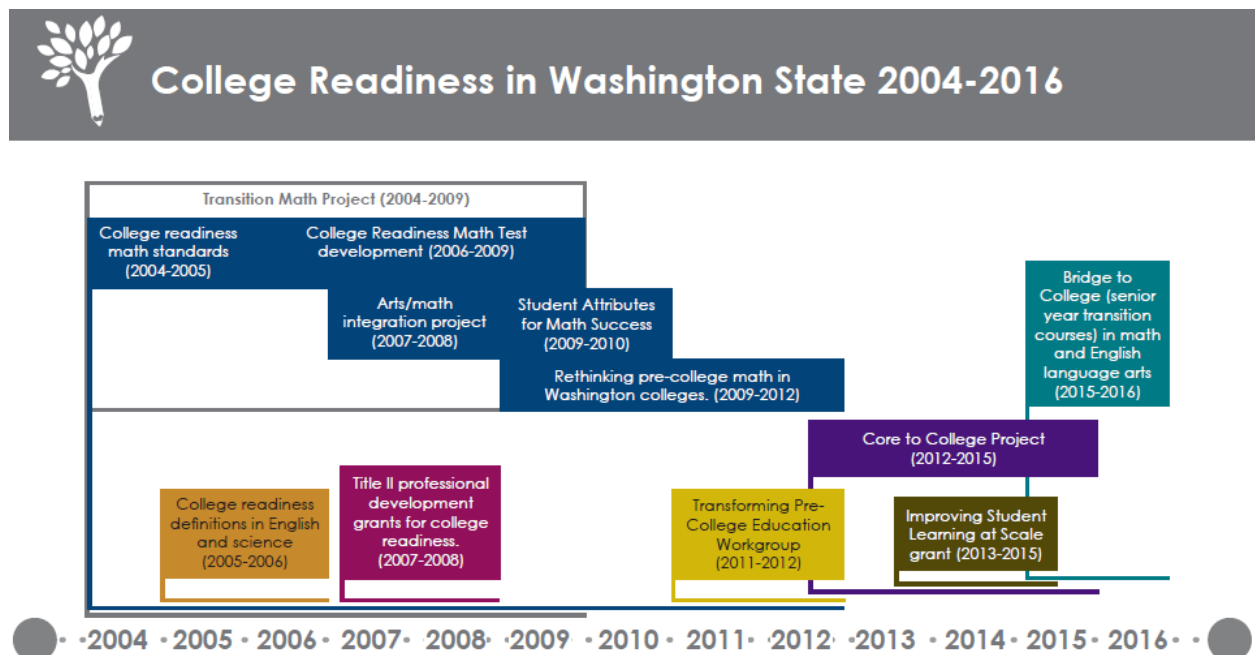 College Readiness in Washington State 2004-2016
Transition Math Project (2004-2009)
College readiness
math standards
(2004-2005)
College Readiness Math Test
development (2006-2009)
Arts/math
integration project
(2007-2008)
Student Attributes
for Math Success
(2009-2010)
Rethinking pre-college math in
Washington colleges. (2009-2012)
Bridge to
College (senior
year transition
courses) in math
and English
language arts
(2015-2016)
Core to College Project
(2012-2015)
College readiness
definitions in English
and science
(2005-2006)
Title II professional
development
grants for college
readiness.
(2007-2008)
Transforming Pre-
College Education
Workgroup
(2011-2012)
Improving Student
Learning at Scale
grant (2013-2015)
2004 2005 2006 2007 2008 2009 2010 2011 2012 2013 2014 2015 2016